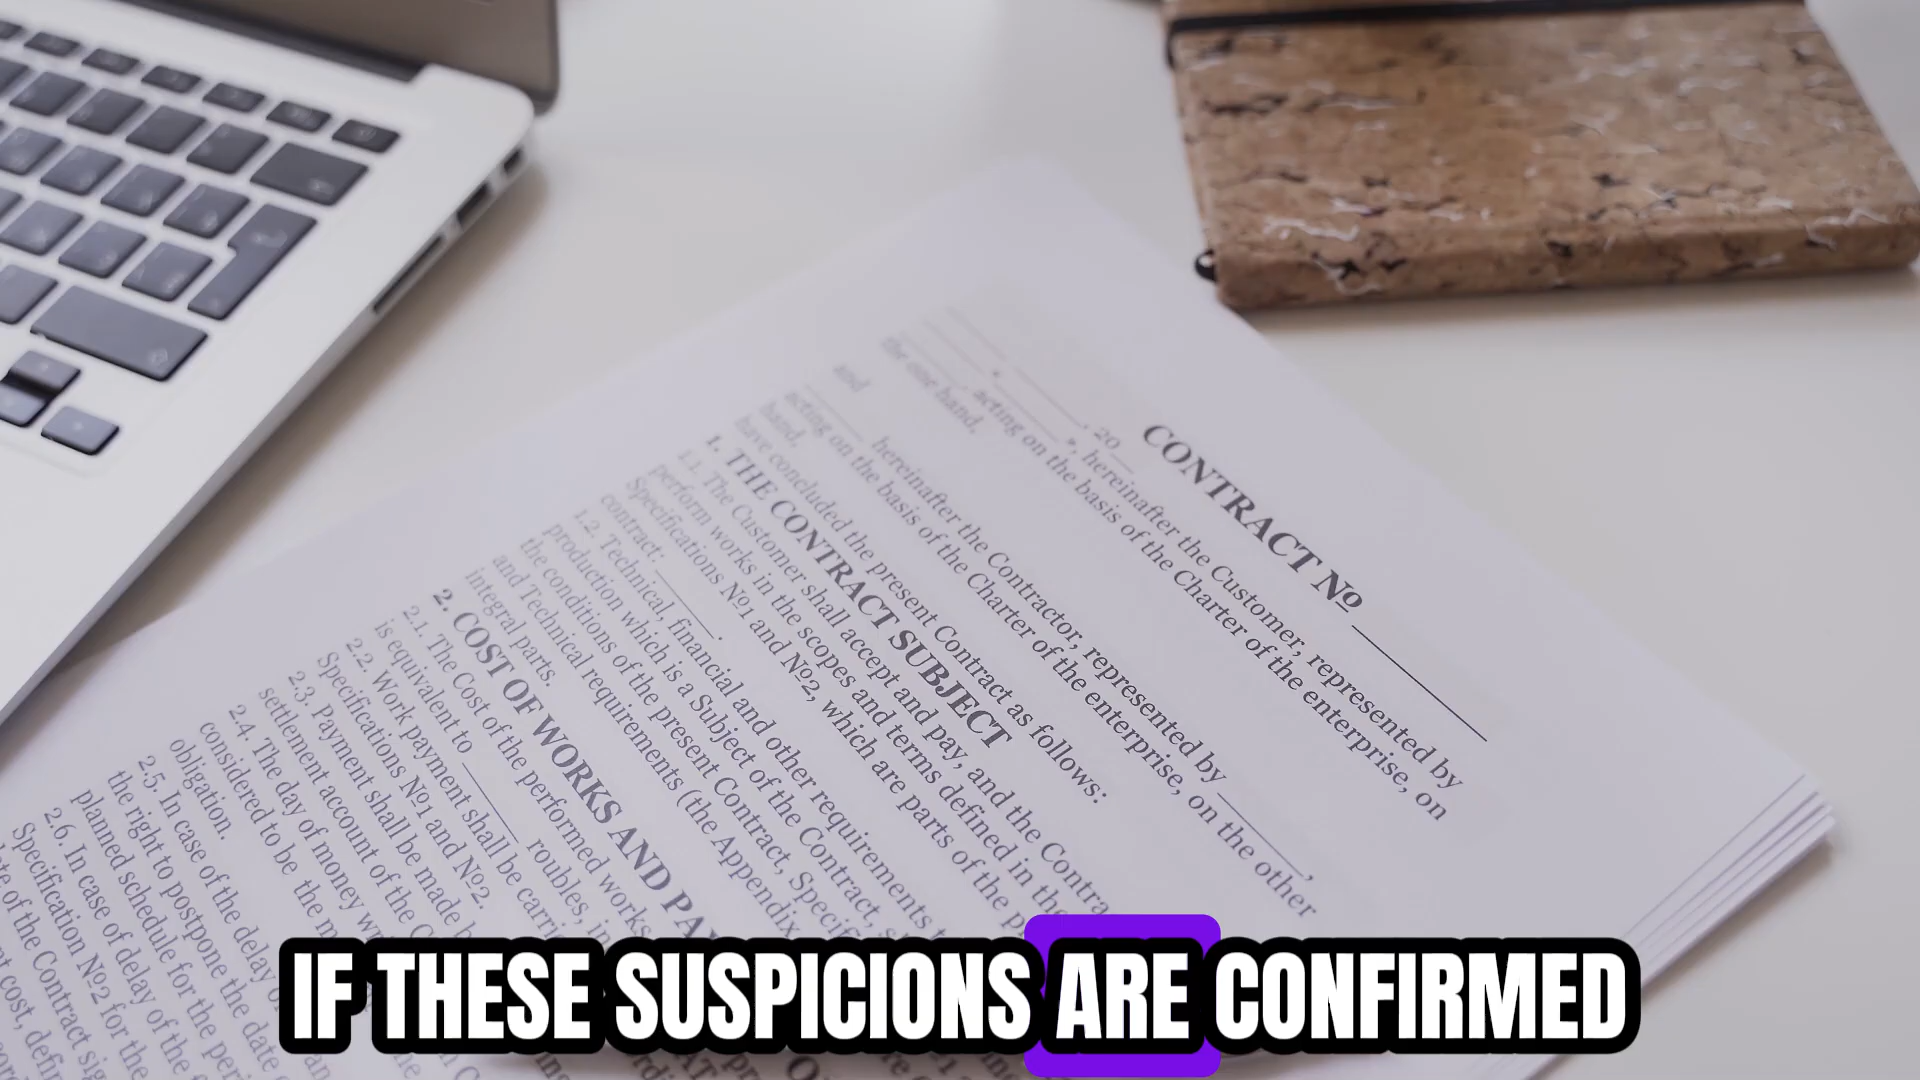 CONTRACT №
, 20
», hereinafter the Customer, represented by
acting on the basis of the Charter of the enterprise, on
the one hand,
and
hereinafter the Contractor, represented by
acting on the basis of the Charter of the enterprise, on the other
hand,
have concluded the present Contract as follows:
1. THE CONTRACT SUBJECT
1.1. The Customer shall accept and pay, and the
perform works in the scopes and terms defined in the
Specifications №1 and №2, which are parts of the
contract:
1.2. Technical, financial and other requirements
production which is a Subject of the Contract,
the conditions of the present Contract,
and Technical requirements (the Appendix
integral parts.
2. COST OF WORKS AND
2.1. The Cost of the performed works
is equivalent to roubles,
2.2. Work payment shall be
Specifications №1 and №2.
2.3. Payment shall be made
settlement account of the
2.4. The day of money
considered to be the
obligation.
2.5. In case of the delay
the right to postpone the date
planned schedule for the
2.6. In case of delay of
Specification №2 for the
of the Contract
cost,
IF THESE SUSPICIONS ARE CONFIRMED